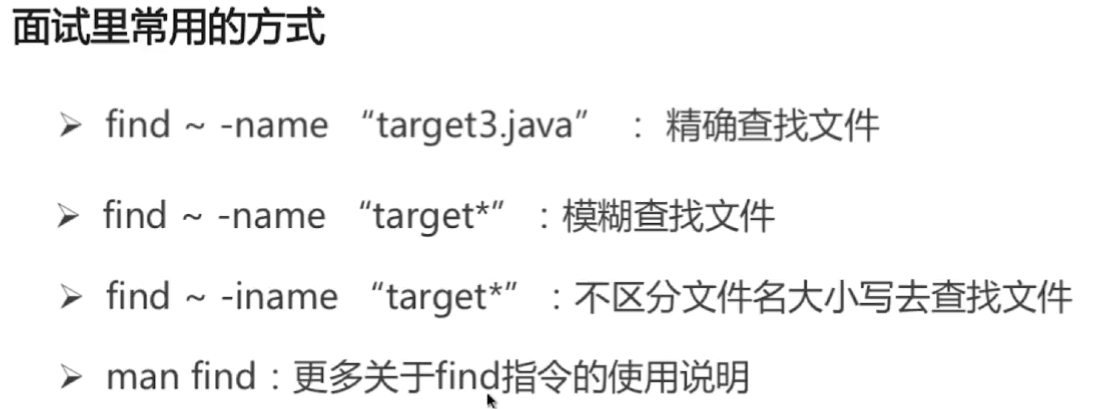 面试里常用的方式
➢ find ~ -name “target3.java” : 精确查找文件
➢ find ~ -name “target*” : 模糊查找文件
➢ find ~ -iname “target*” : 不区分文件名大小写去查找文件
➢ man find : 更多关于find指令的使用说明